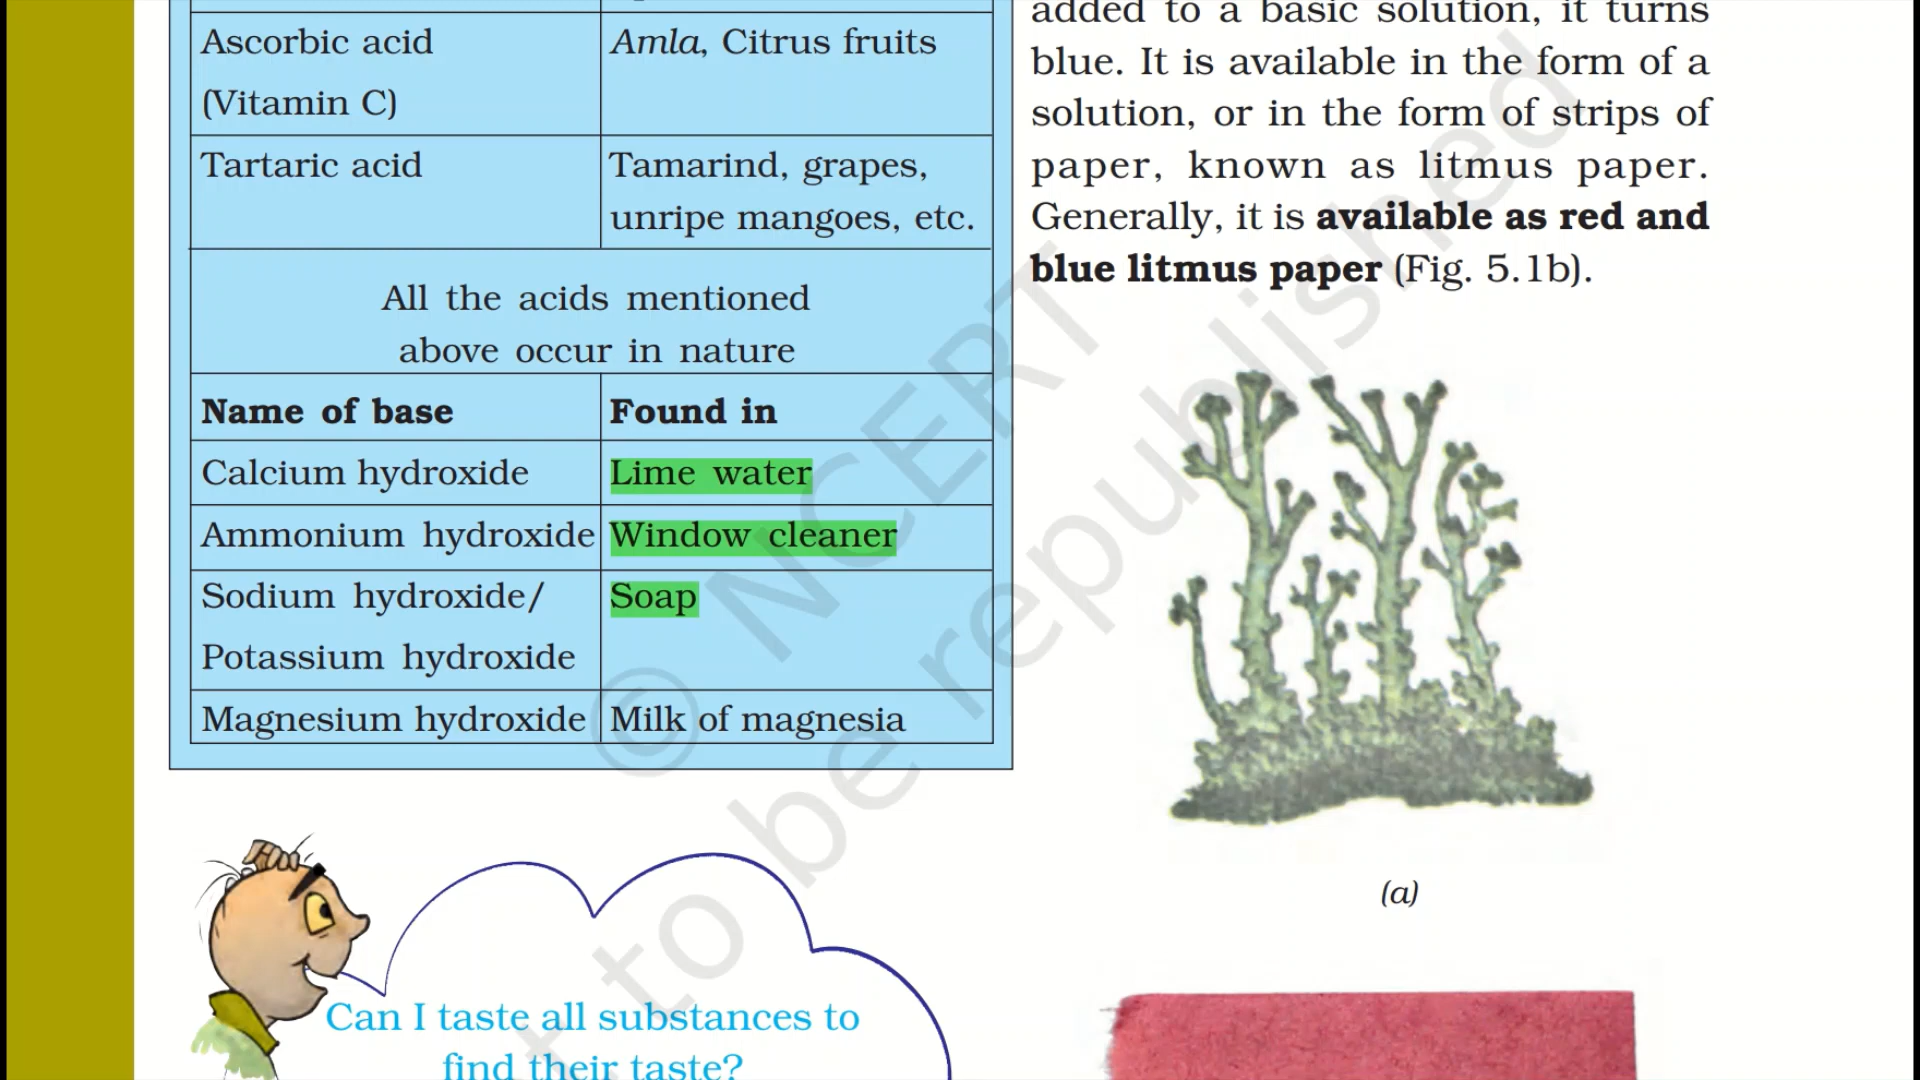 Ascorbic acid
(Vitamin C)
Amla, Citrus fruits
Tartaric acid
Tamarind, grapes,
unripe mangoes, etc.
All the acids mentioned
above occur in nature
Name of base
Found in
Calcium hydroxide
Lime water
Ammonium hydroxide
Window cleaner
Sodium hydroxide/
Potassium hydroxide
Soap
Magnesium hydroxide
Milk of magnesia
Can I taste all substances to
find their taste?
added to a basic solution, it turns
blue. It is available in the form of a
solution, or in the form of strips of
paper, known as litmus paper.
Generally, it is available as red and
blue litmus paper (Fig. 5.1b).
(a)
© NCERT
to be republished